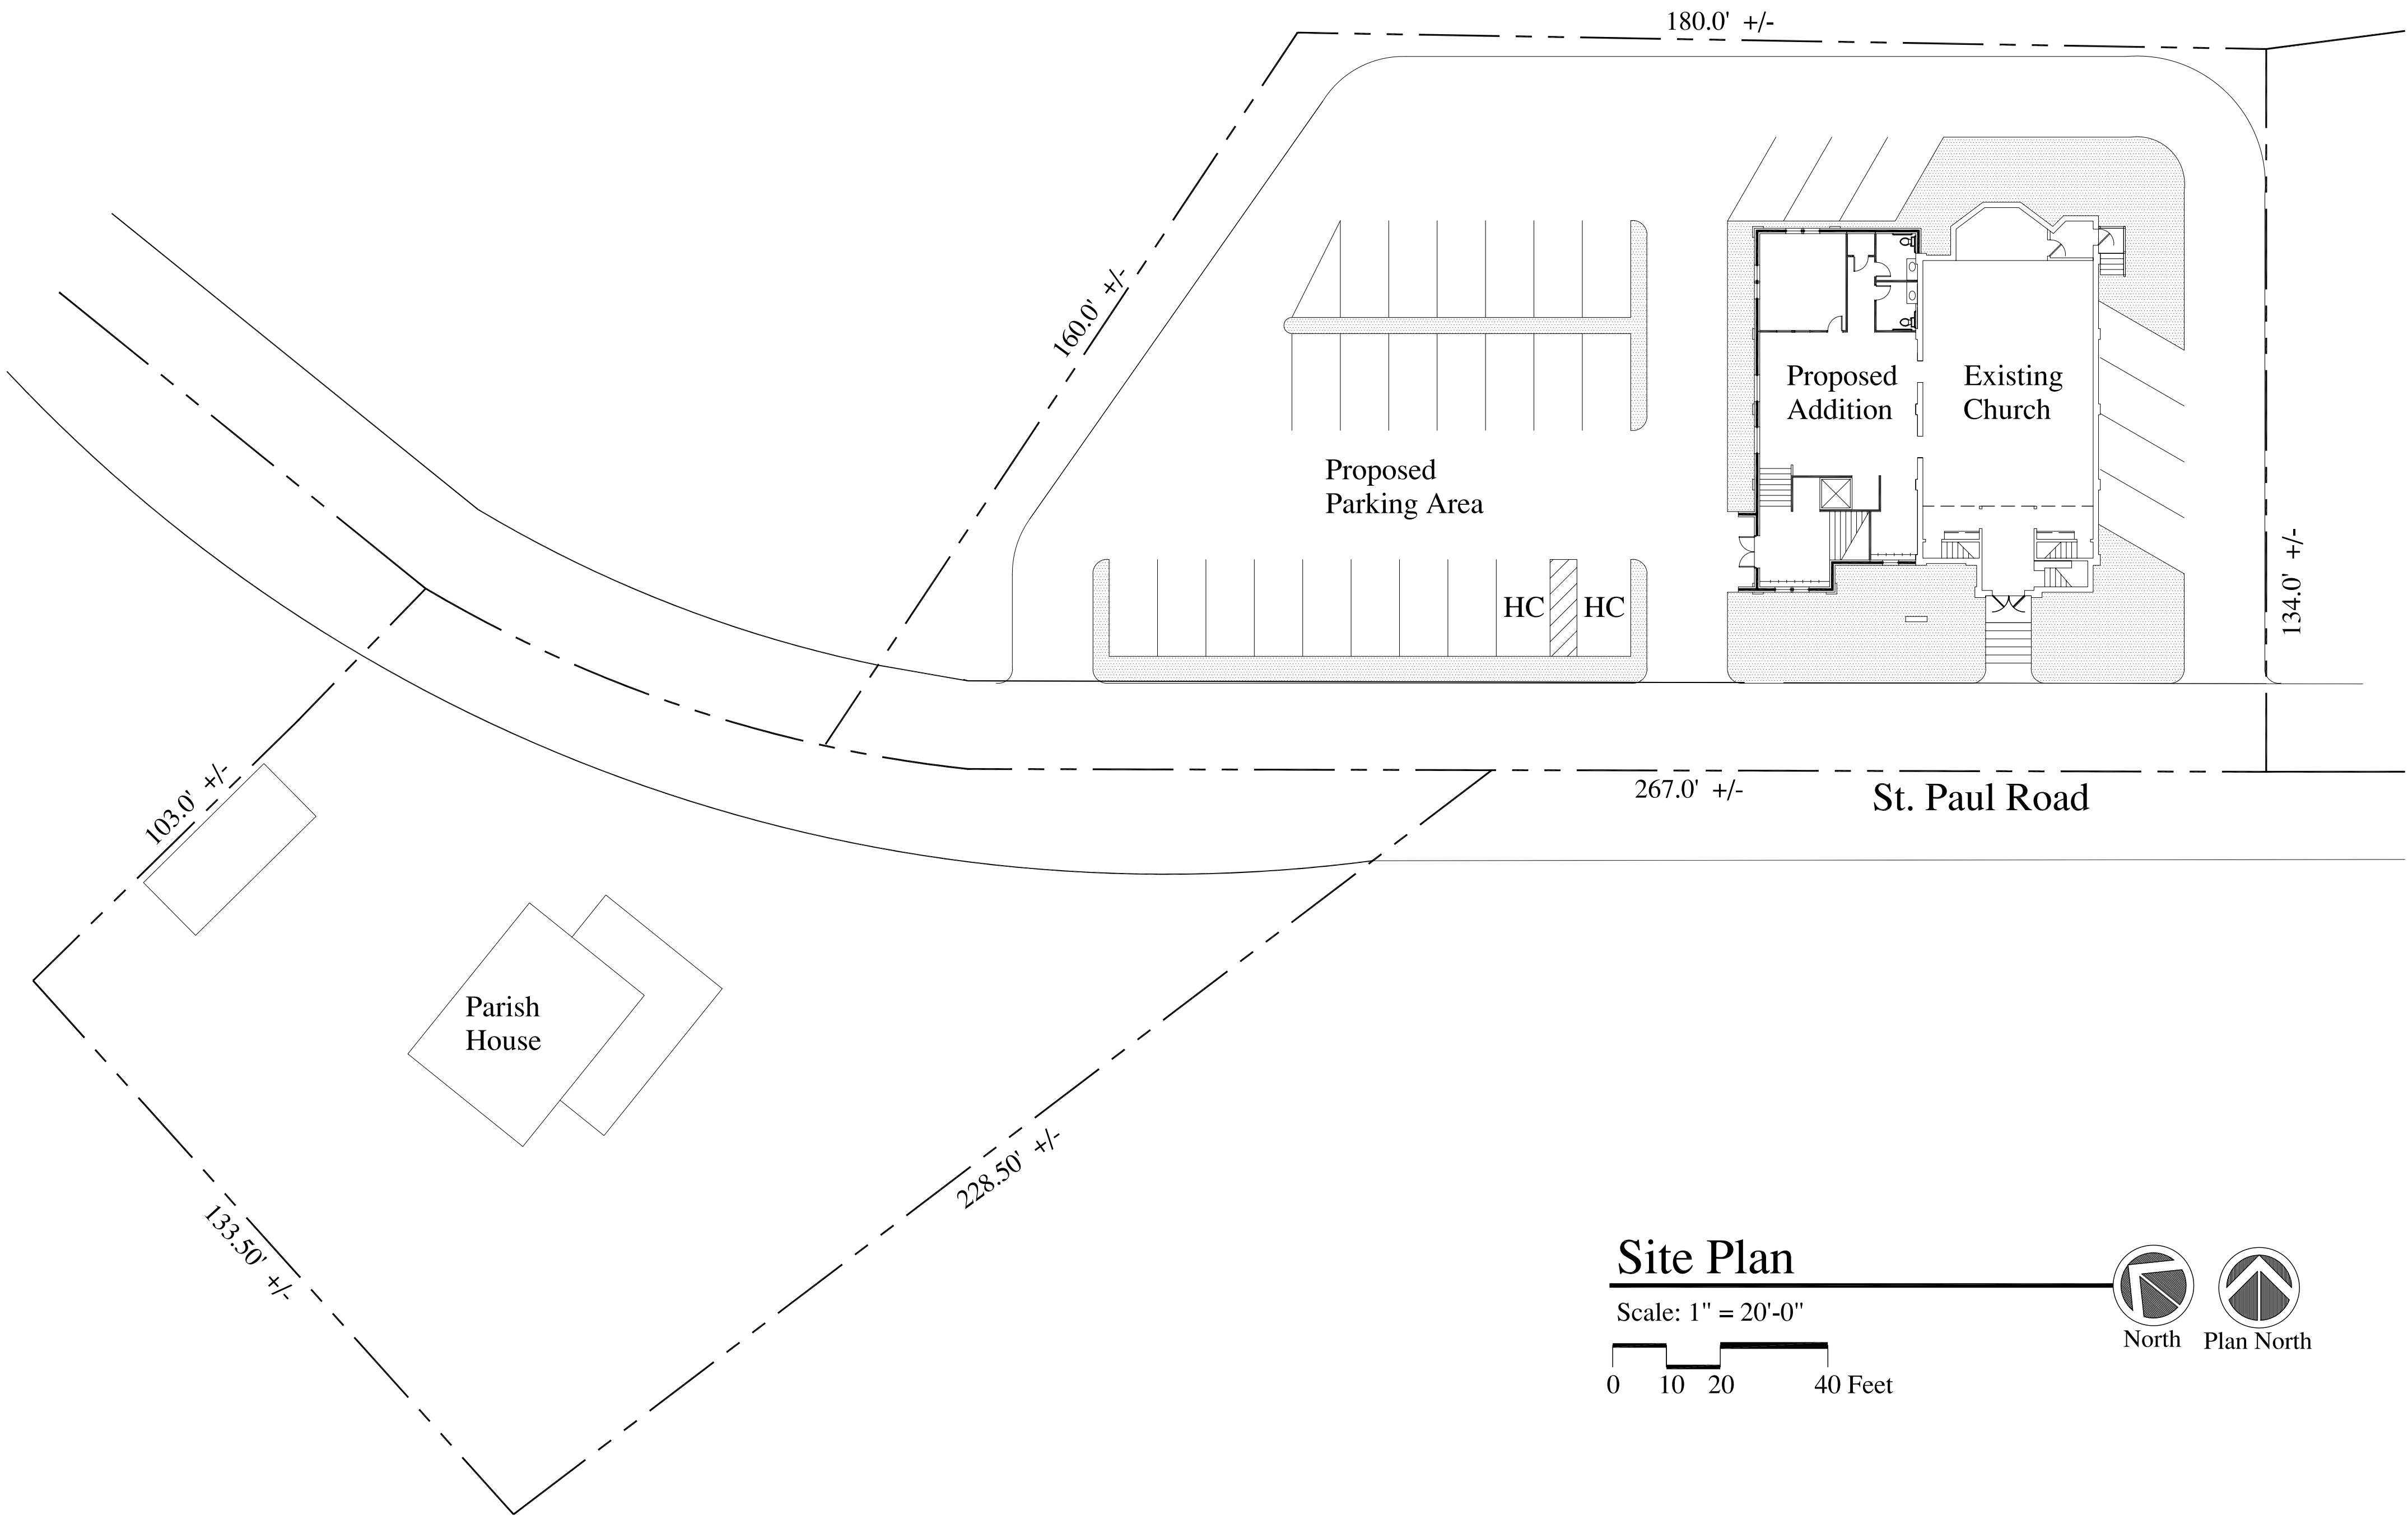 180.0' +/-
160.0' +/-
Proposed
Addition
Existing
Church
Proposed
Parking Area
HC
HC
134.0' +/-
103.0' +/-
267.0' +/-
St. Paul Road
Parish
House
133.50' +/-
228.50' +/-
Site Plan
Scale: 1" = 20'-0"
North
Plan North
0 10 20 40 Feet